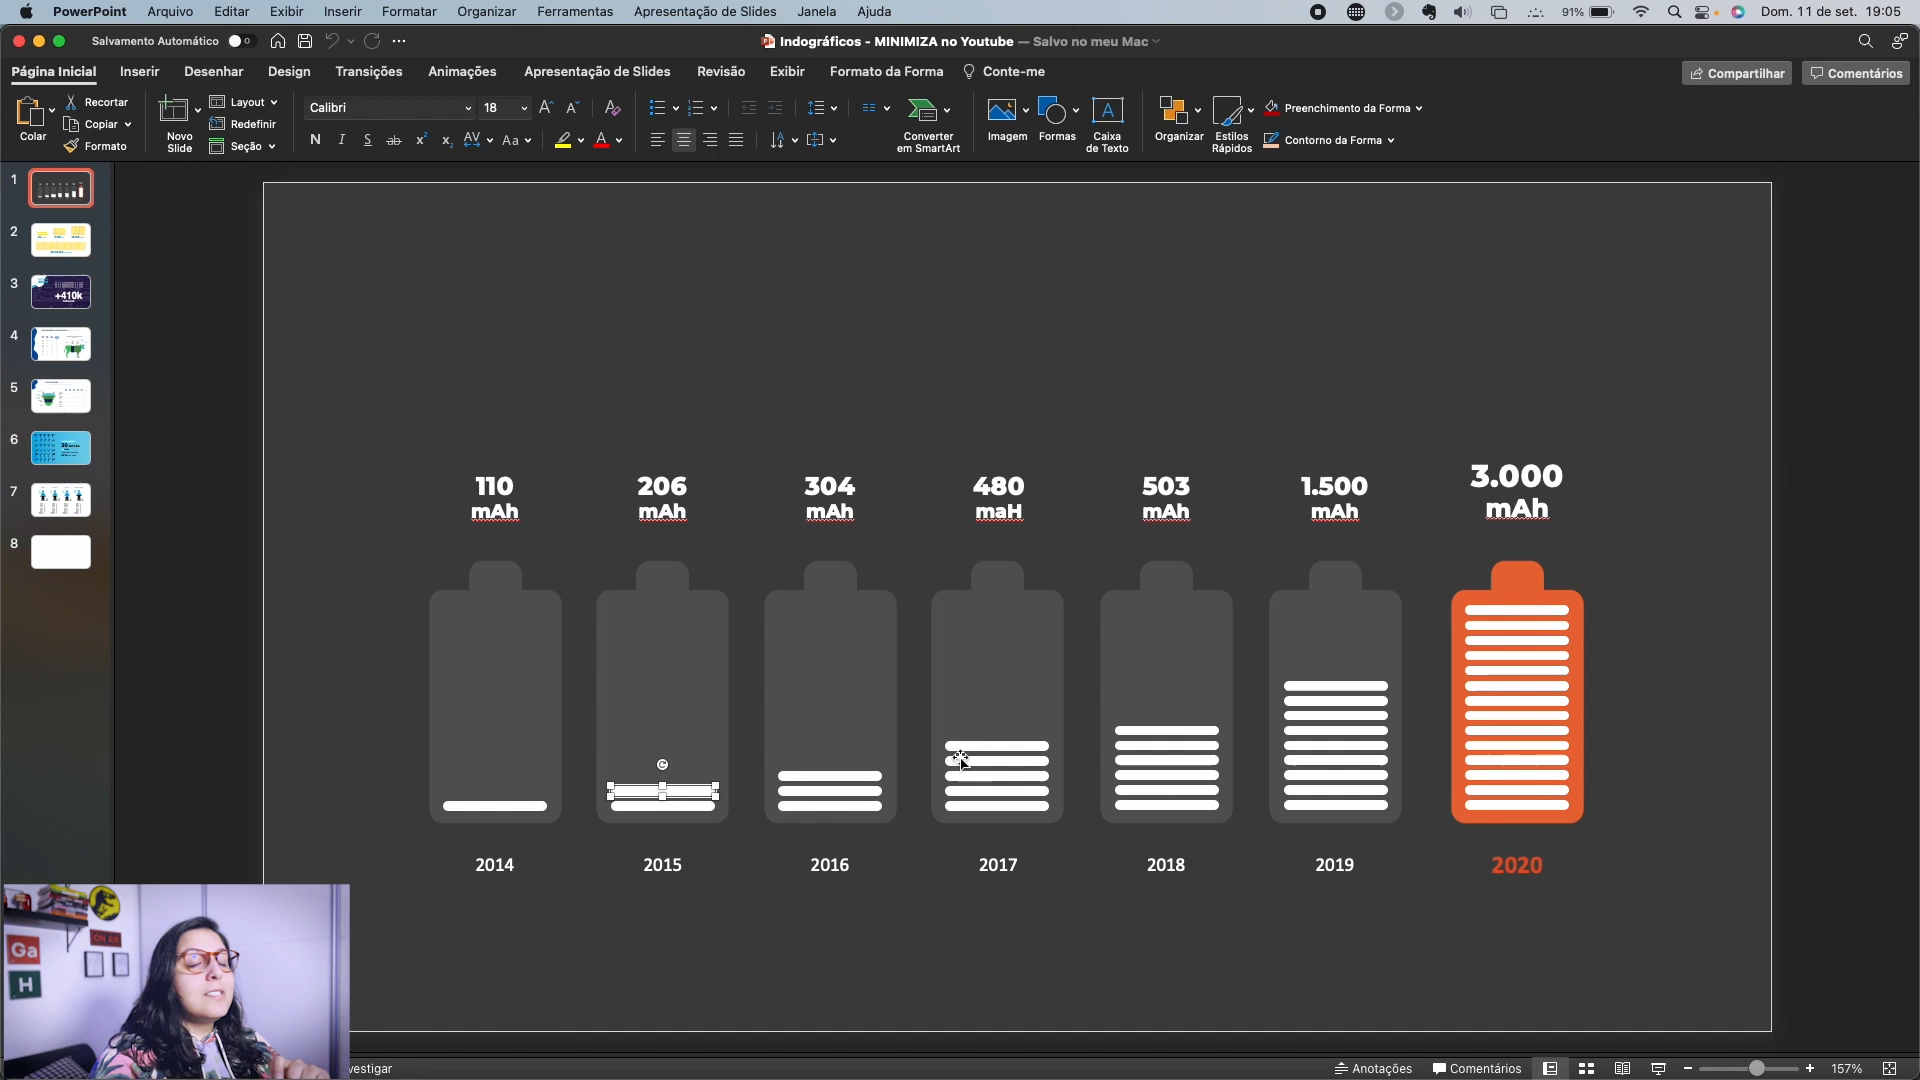 PowerPoint Arquivo Editar Exibir Inserir Formatar Organizar Ferramentas Apresentação de Slides Janela Ajuda 91% Dom. 11 de set. 19:05
Salvamento Automático Indográficos - MINIMIZA no Youtube — Salvo no meu Mac
Página Inicial Inserir Desenhar Design Transições Animações Apresentação de Slides Revisão Exibir Formato da Forma Conte-me Compartilhar Comentários
Colar
Recortar
Copiar
Formato
Novo
Slide
Layout
Redefinir
Seção
Calibri 18
Converter
em SmartArt
Imagem
Formas
Caixa
de Texto
Organizar
Estilos
Rápidos
Preenchimento da Forma
Contorno da Forma
1
2
3
+410k
4
5
6
7
8
110
mAh
206
mAh
304
mAh
480
maH
503
mAh
1.500
mAh
3.000
mAh
2014 2015 2016 2017 2018 2019 2020
Ga
H
ON AIR
vestigar Anotações Comentários 157%